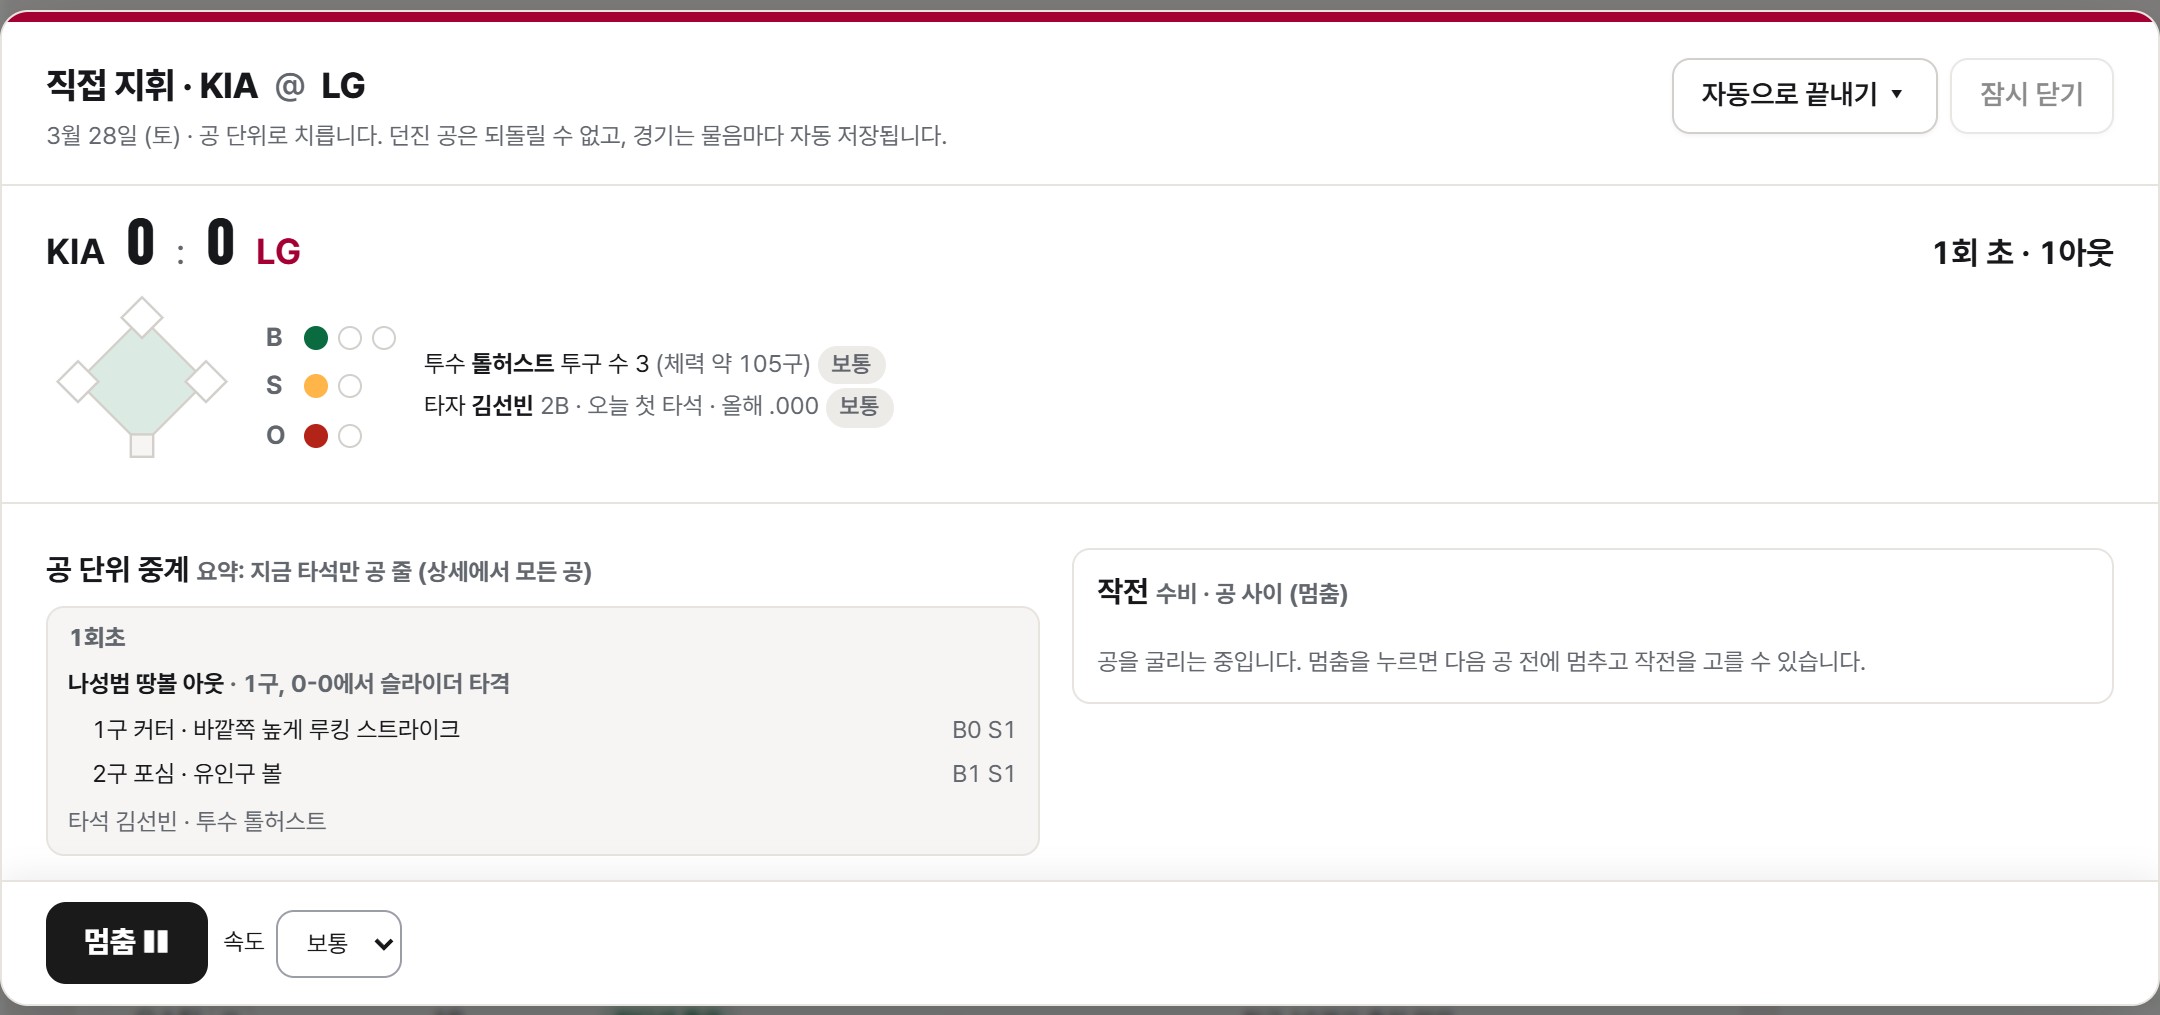 직접 지휘 · KIA @ LG
3월 28일 (토) · 공 단위로 치릅니다. 던진 공은 되돌릴 수 없고, 경기는 물음마다 자동 저장됩니다.
자동으로 끝내기 ▼
잠시 닫기
KIA 0 : 0 LG
1회 초 · 1아웃
B
S
O
투수 톨허스트 투구 수 3 (체력 약 105구) 보통
타자 김선빈 2B · 오늘 첫 타석 · 올해 .000 보통
공 단위 중계 요약: 지금 타석만 공 줄 (상세에서 모든 공)
1회초
나성범 땅볼 아웃 · 1구, 0-0에서 슬라이더 타격
1구 커터 · 바깥쪽 높게 루킹 스트라이크 B0 S1
2구 포심 · 유인구 볼 B1 S1
타석 김선빈 · 투수 톨허스트
작전 수비 · 공 사이 (멈춤)
공을 굴리는 중입니다. 멈춤을 누르면 다음 공 전에 멈추고 작전을 고를 수 있습니다.
멈춤
속도
보통